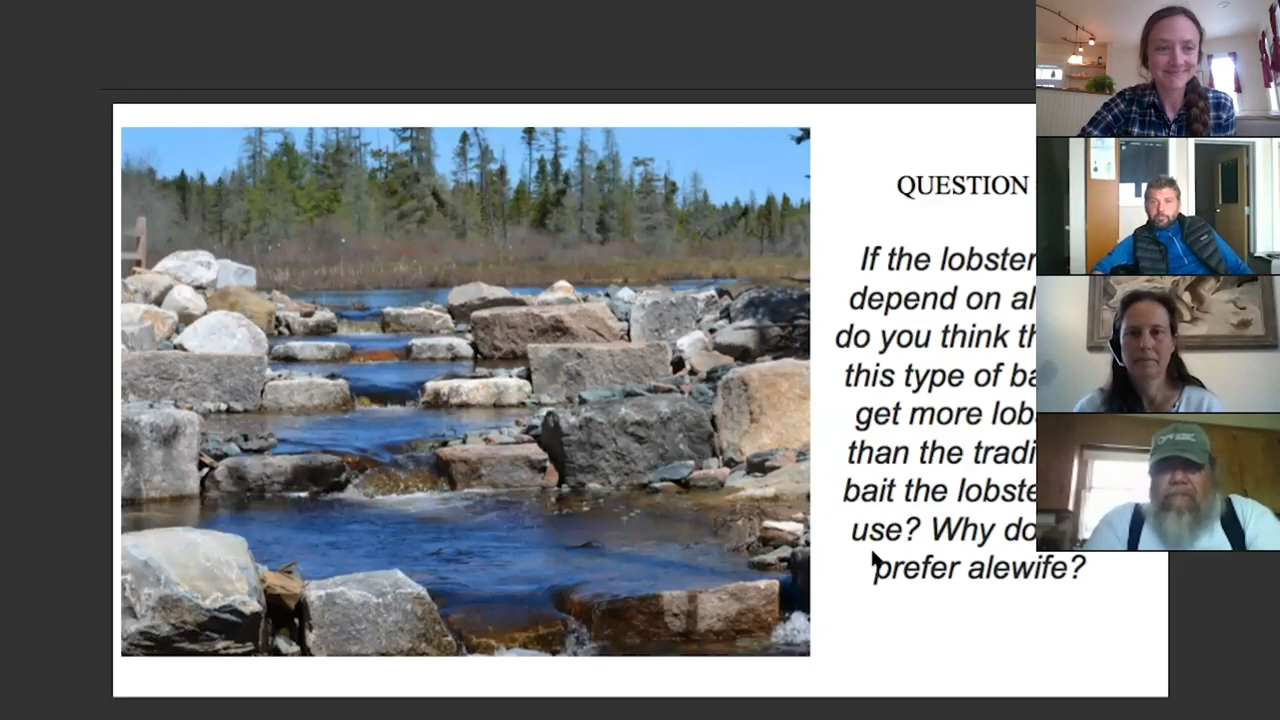 QUESTION
If the lobster
depend on al
do you think th
this type of ba
get more lob
than the tradi
bait the lobste
use? Why do
prefer alewife?